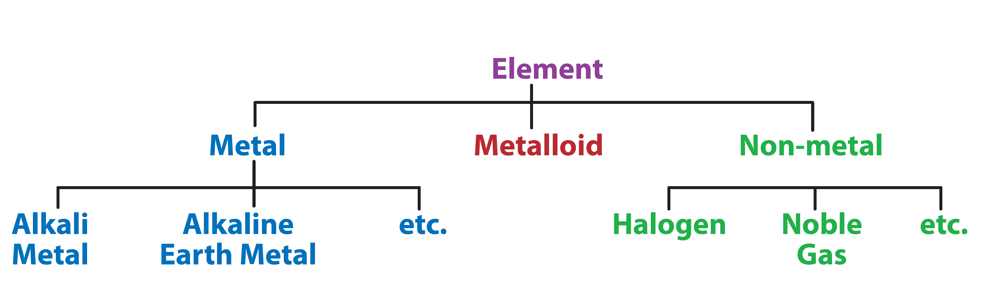 Element
Metal
Metalloid
Non-metal
Alkali
Metal
Alkaline
Earth Metal
etc.
Halogen
Noble
Gas
etc.